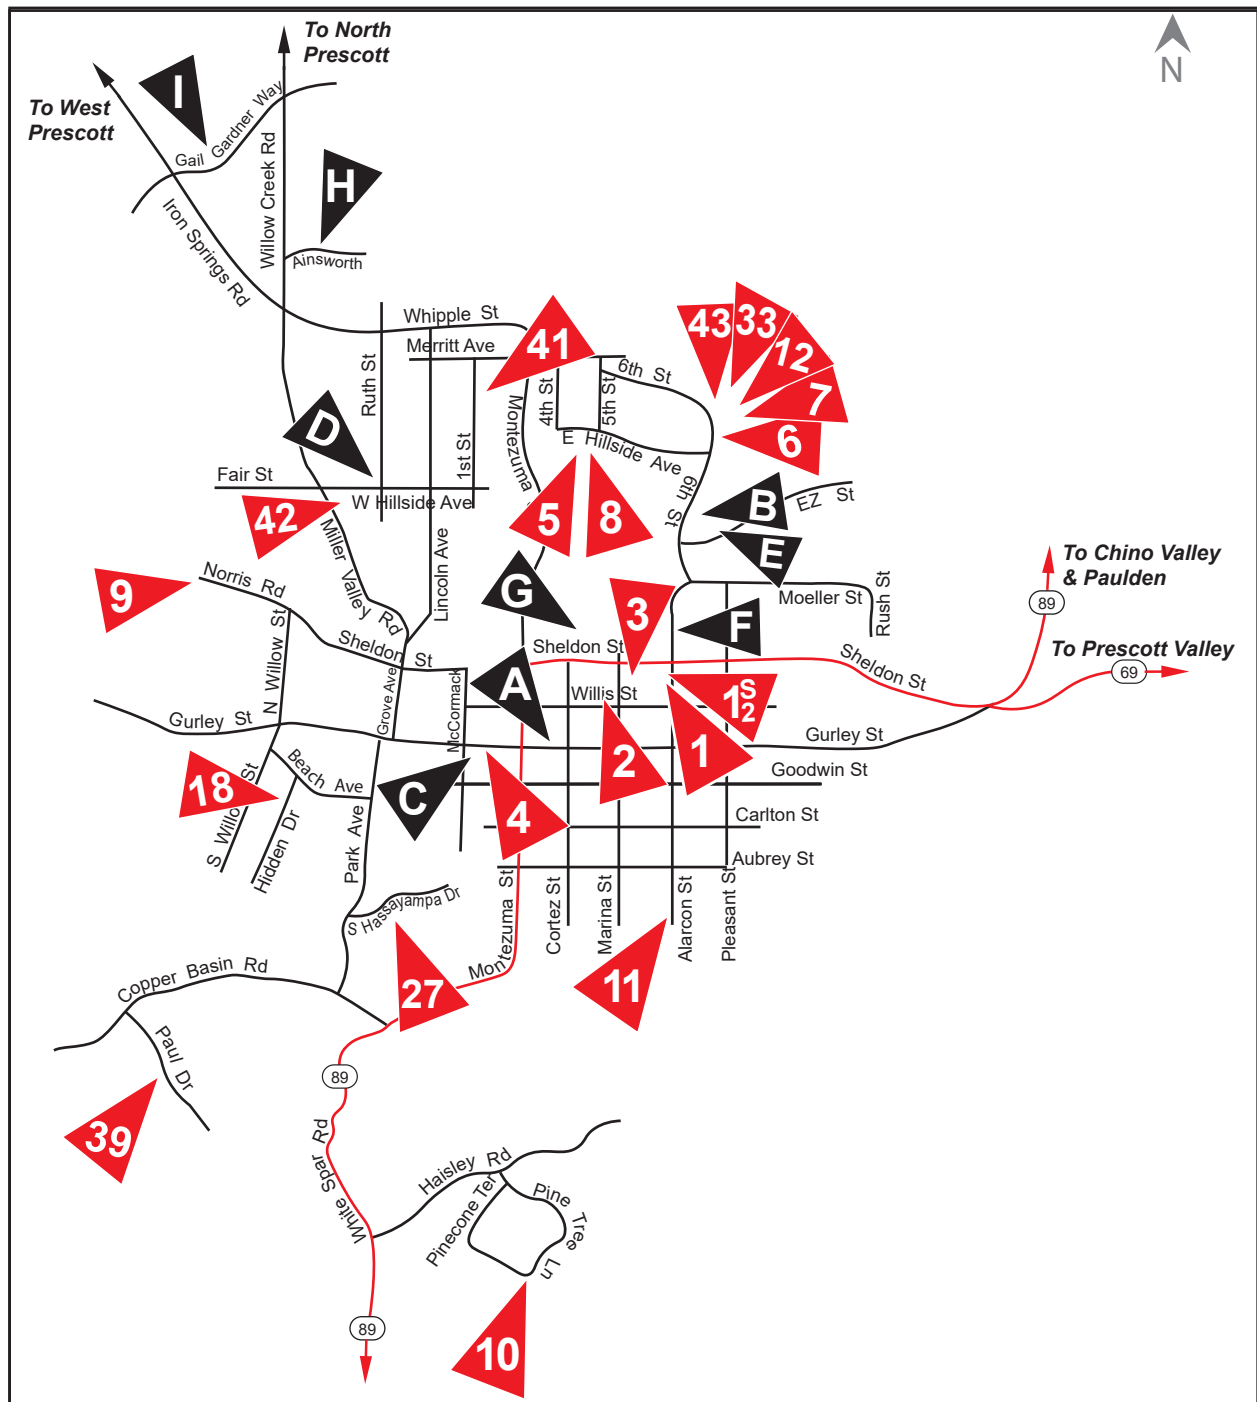 To North
Prescott
N
To West
Prescott
I
Gail Gardner Way
Willow Creek Rd
H
Iron Springs Rd
Ainsworth
Whipple St
Merritt Ave
41
43
33
12
7
6
6th St
Ruth St
4th St
5th St
Montezuma
D
1st St
E Hillside Ave
Fair St
W Hillside Ave
42
5
8
6th St
B
EZ St
E
Miller Valley Rd
Lincoln Ave
To Chino Valley
& Paulden
89
9
Norris Rd
G
3
F
Moeller St
Rush St
N Willow St
Sheldon St
Sheldon St
Sheldon St
To Prescott Valley
69
A
Willis St
1S
2
Gurley St
Grove Ave
McCormack
2
1
Gurley St
18
Beach Ave
C
Goodwin St
S Willow St
Hidden Dr
Park Ave
4
Carlton St
Aubrey St
S Hassayampa Dr
Montezuma St
Cortez St
Marina St
Alarcon St
Pleasant St
Copper Basin Rd
27
11
Paul Dr
89
39
White Spar Rd
Haisley Rd
Pinecone Ter
Pine Tree Ln
89
10